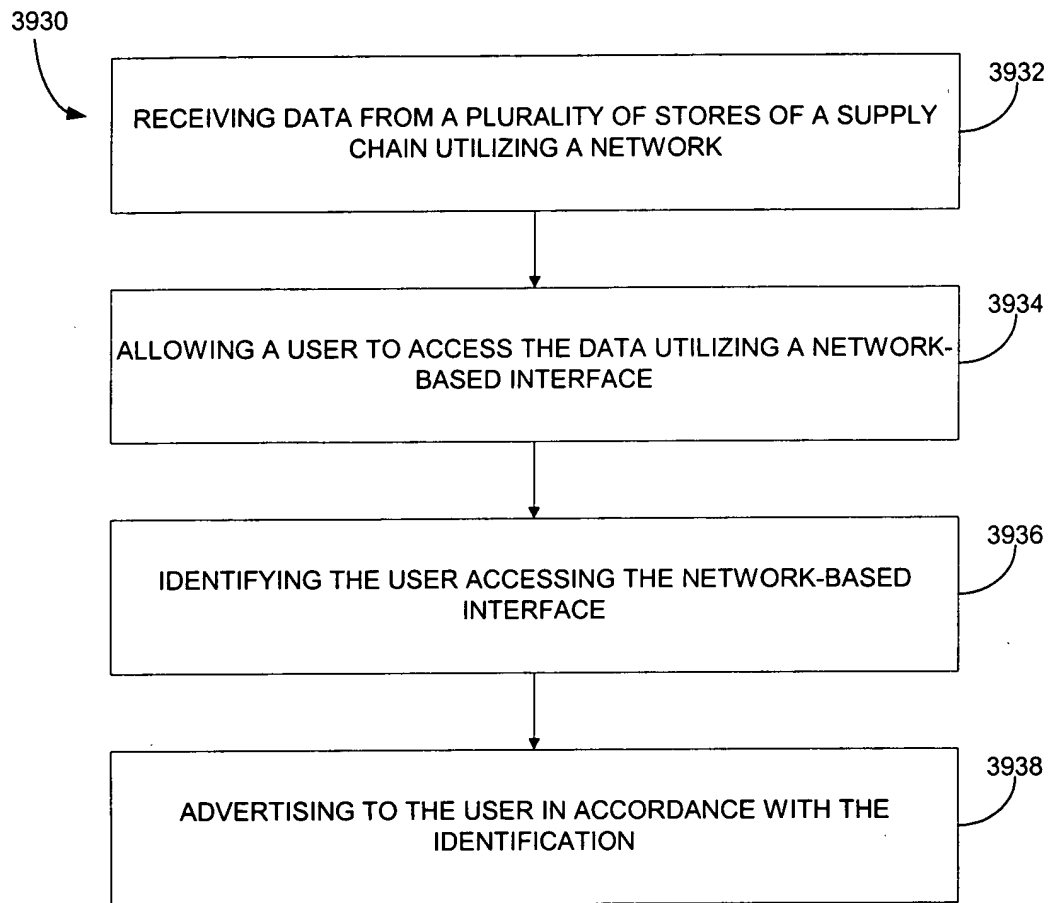 3930
3932
RECEIVING DATA FROM A PLURALITY OF STORES OF A SUPPLY
CHAIN UTILIZING A NETWORK
3934
ALLOWING A USER TO ACCESS THE DATA UTILIZING A NETWORK-
BASED INTERFACE
3936
IDENTIFYING THE USER ACCESSING THE NETWORK-BASED
INTERFACE
3938
ADVERTISING TO THE USER IN ACCORDANCE WITH THE
IDENTIFICATION